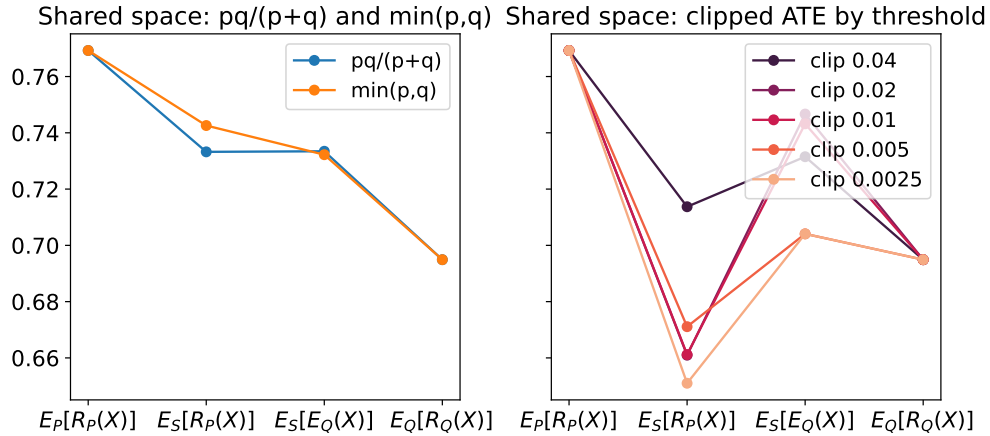 Shared space: pq/(p+q) and min(p,q)
Shared space: clipped ATE by threshold
pq/(p+q)
min(p,q)
clip 0.04
clip 0.02
clip 0.01
clip 0.005
clip 0.0025
0.76
0.74
0.72
0.70
0.68
0.66
E_P[R_P(X)]
E_S[R_P(X)]
E_S[E_Q(X)]
E_Q[R_Q(X)]
E_P[R_P(X)]
E_S[R_P(X)]
E_S[E_Q(X)]
E_Q[R_Q(X)]